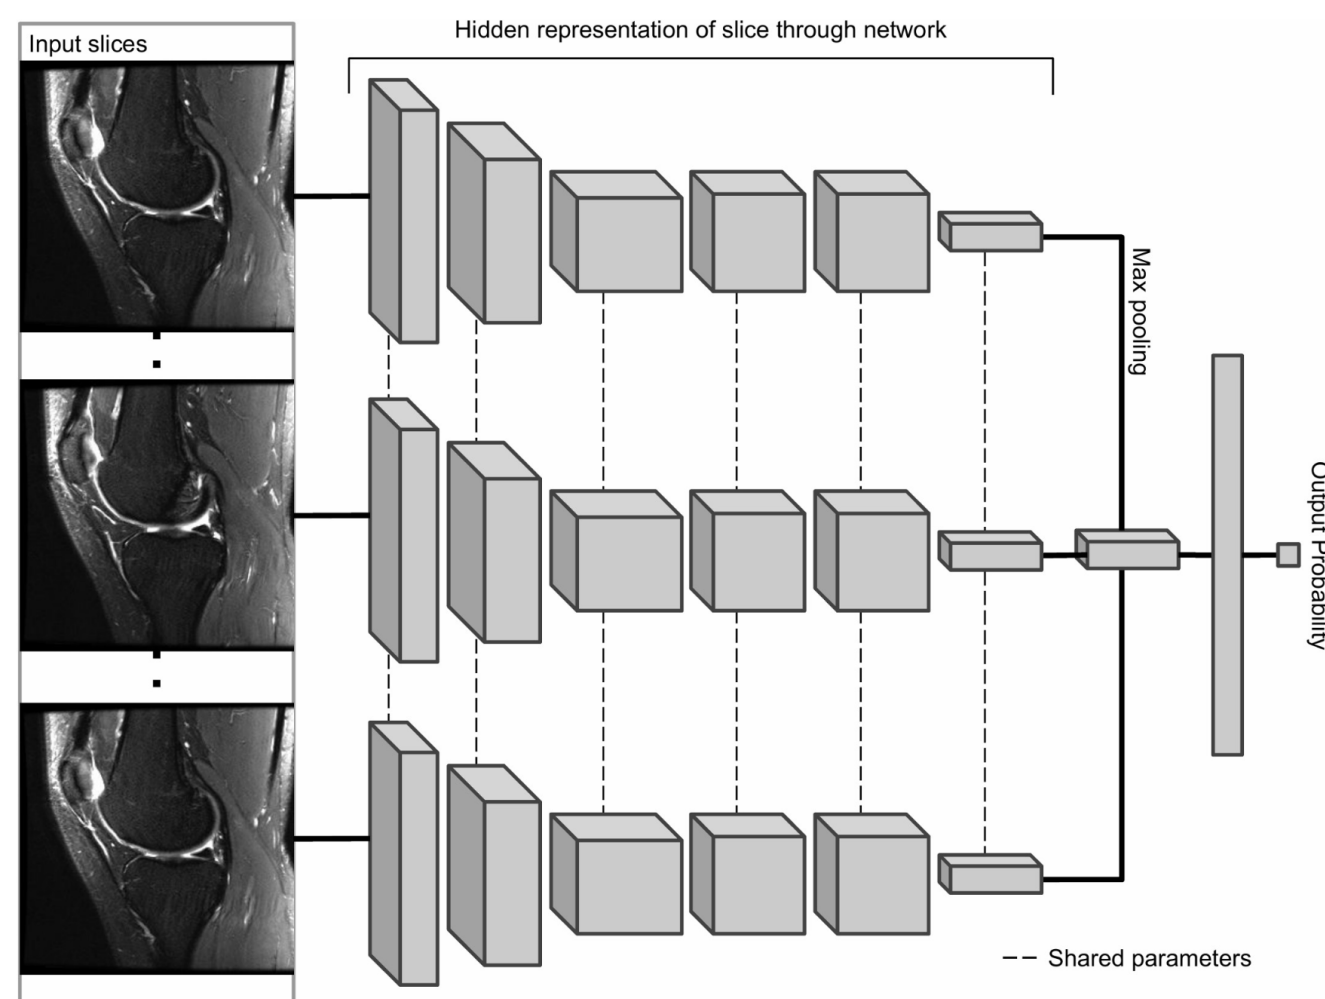 Hidden representation of slice through network
Input slices
Max pooling
Output Probability
Shared parameters